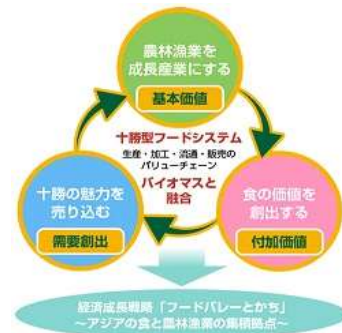 農林漁業を
成長産業にする
基本価値
十勝型フードシステム
生産・加工・流通・販売の
バリューチェーン
バイオマスと
融合
十勝の魅力を
売り込む
需要創出
食の価値を
創出する
付加価値
経済成長戦略「フードバレーとかち」
～アジアの食と農林漁業の集積拠点～